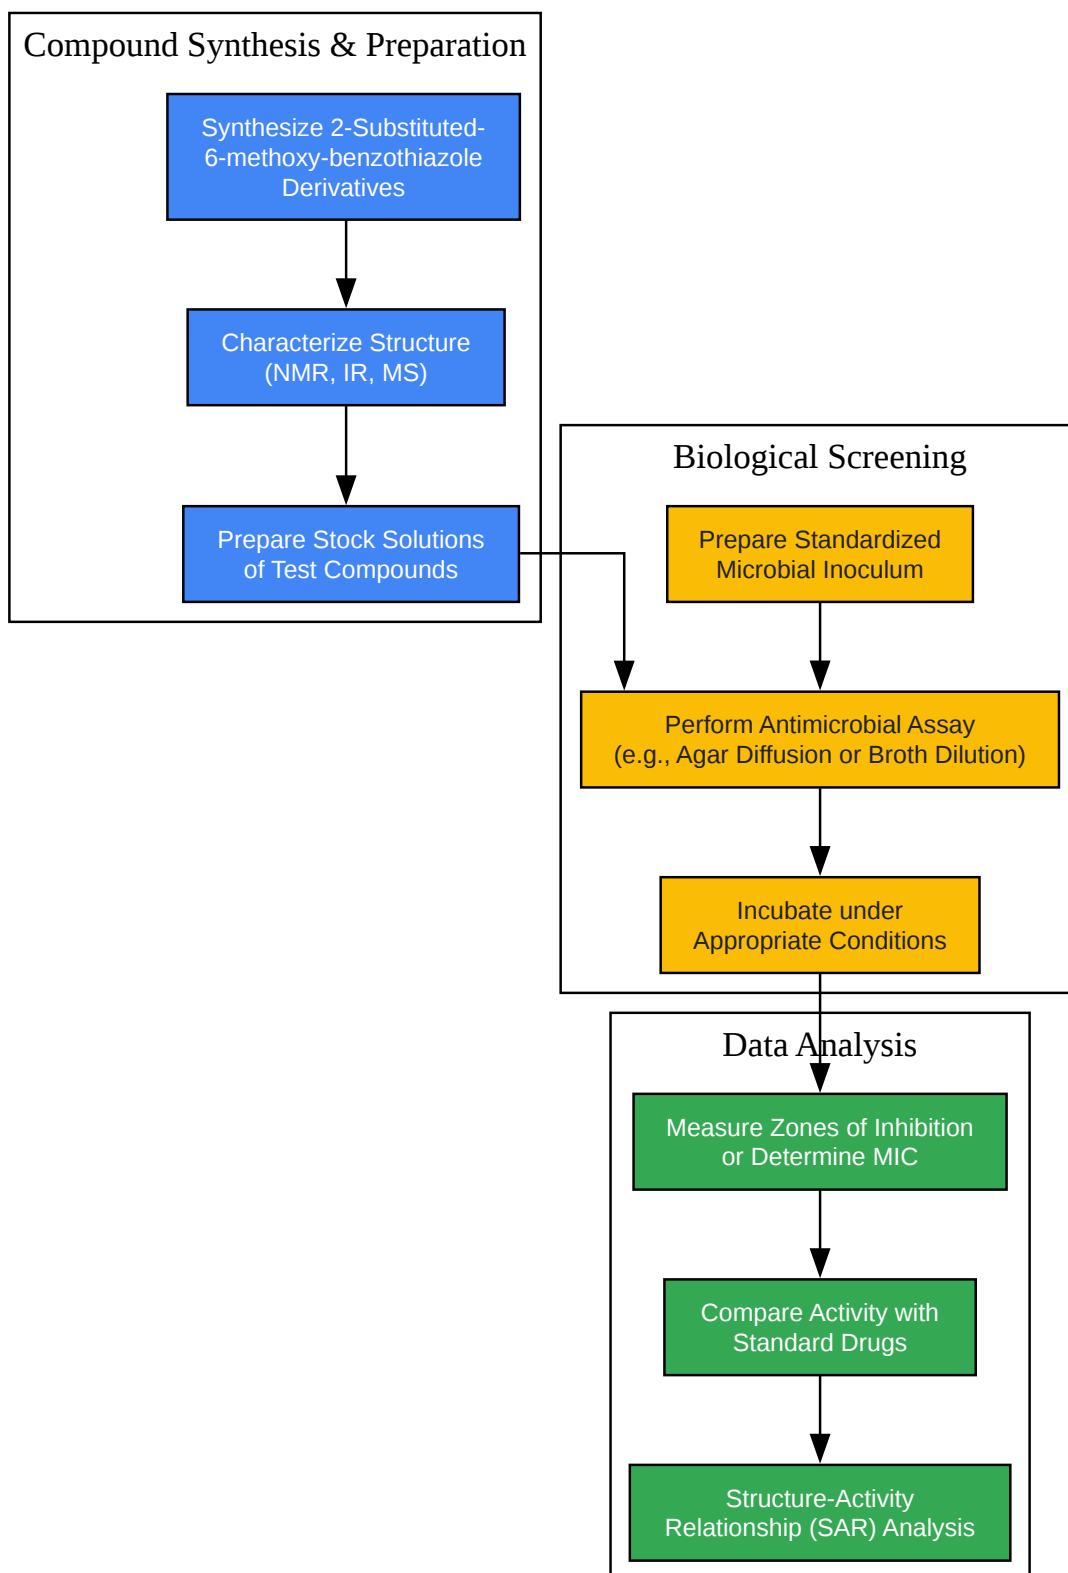 Compound Synthesis & Preparation
Synthesize 2-Substituted-
6-methoxy-benzothiazole
Derivatives
Characterize Structure
(NMR, IR, MS)
Prepare Stock Solutions
of Test Compounds
Biological Screening
Prepare Standardized
Microbial Inoculum
Perform Antimicrobial Assay
(e.g., Agar Diffusion or Broth Dilution)
Incubate under
Appropriate Conditions
Data Analysis
Measure Zones of Inhibition
or Determine MIC
Compare Activity with
Standard Drugs
Structure-Activity
Relationship (SAR) Analysis